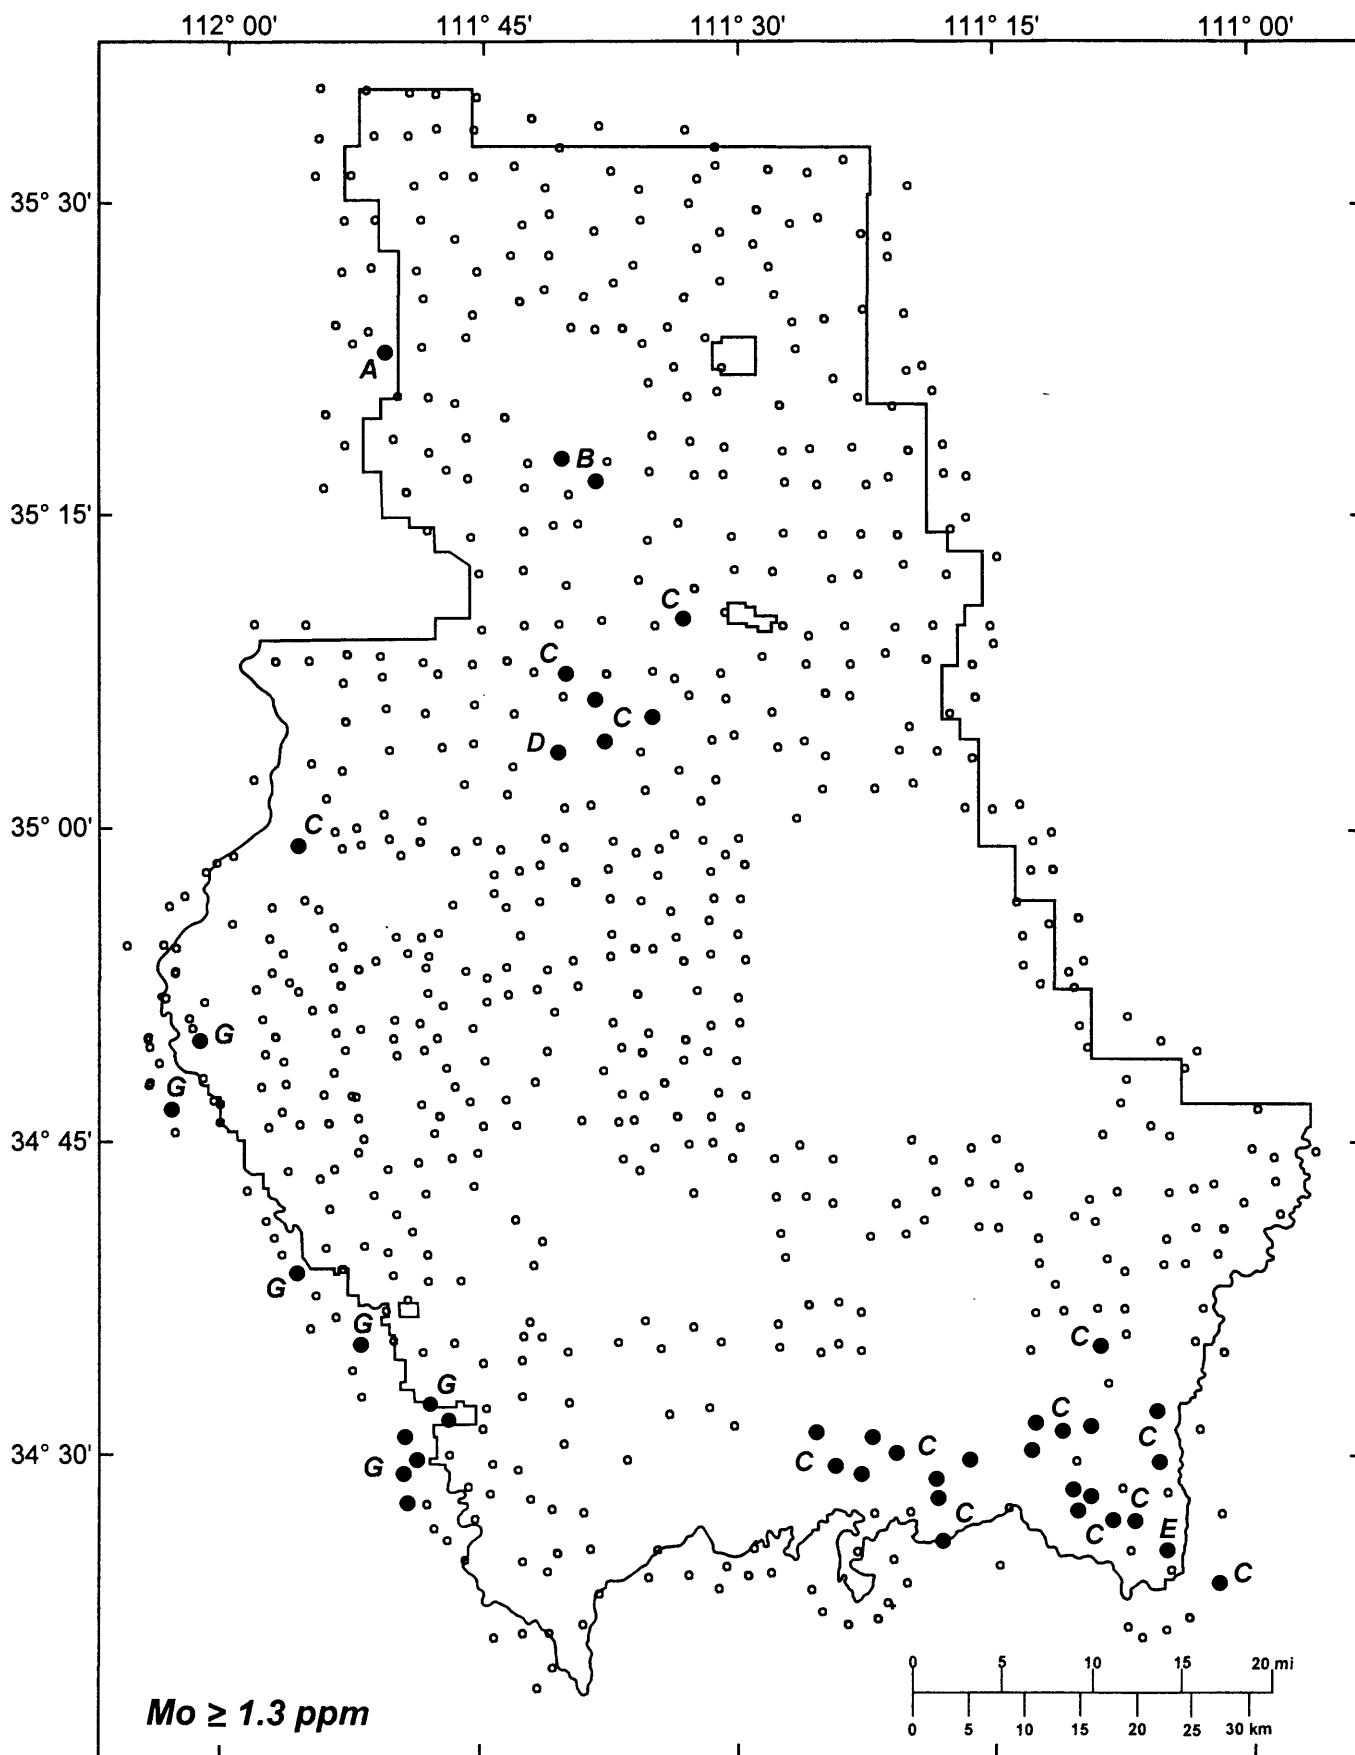 112° 00' 111° 45' 111° 30' 111° 15' 111° 00'
35° 30'
A
B
35° 15'
C
C
C
D
C
35° 00'
G
G
34° 45'
G
G
C
G
C
C
C
C
34° 30'
G
C
C
C
E
C
0 5 10 15 20 mi
Mo ≥ 1.3 ppm
0 5 10 15 20 25 30 km